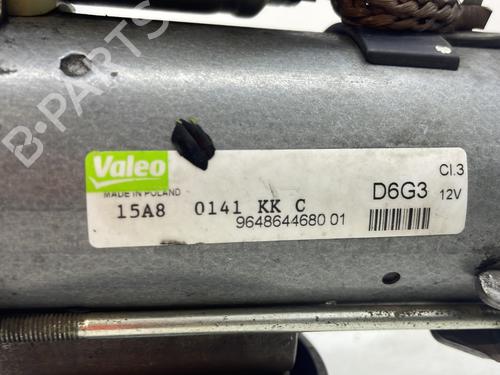 B-PARTS
Valeo
MADE IN POLAND
15A8 0141 KK C
9648644680 01
D6G3
Cl.3
12V